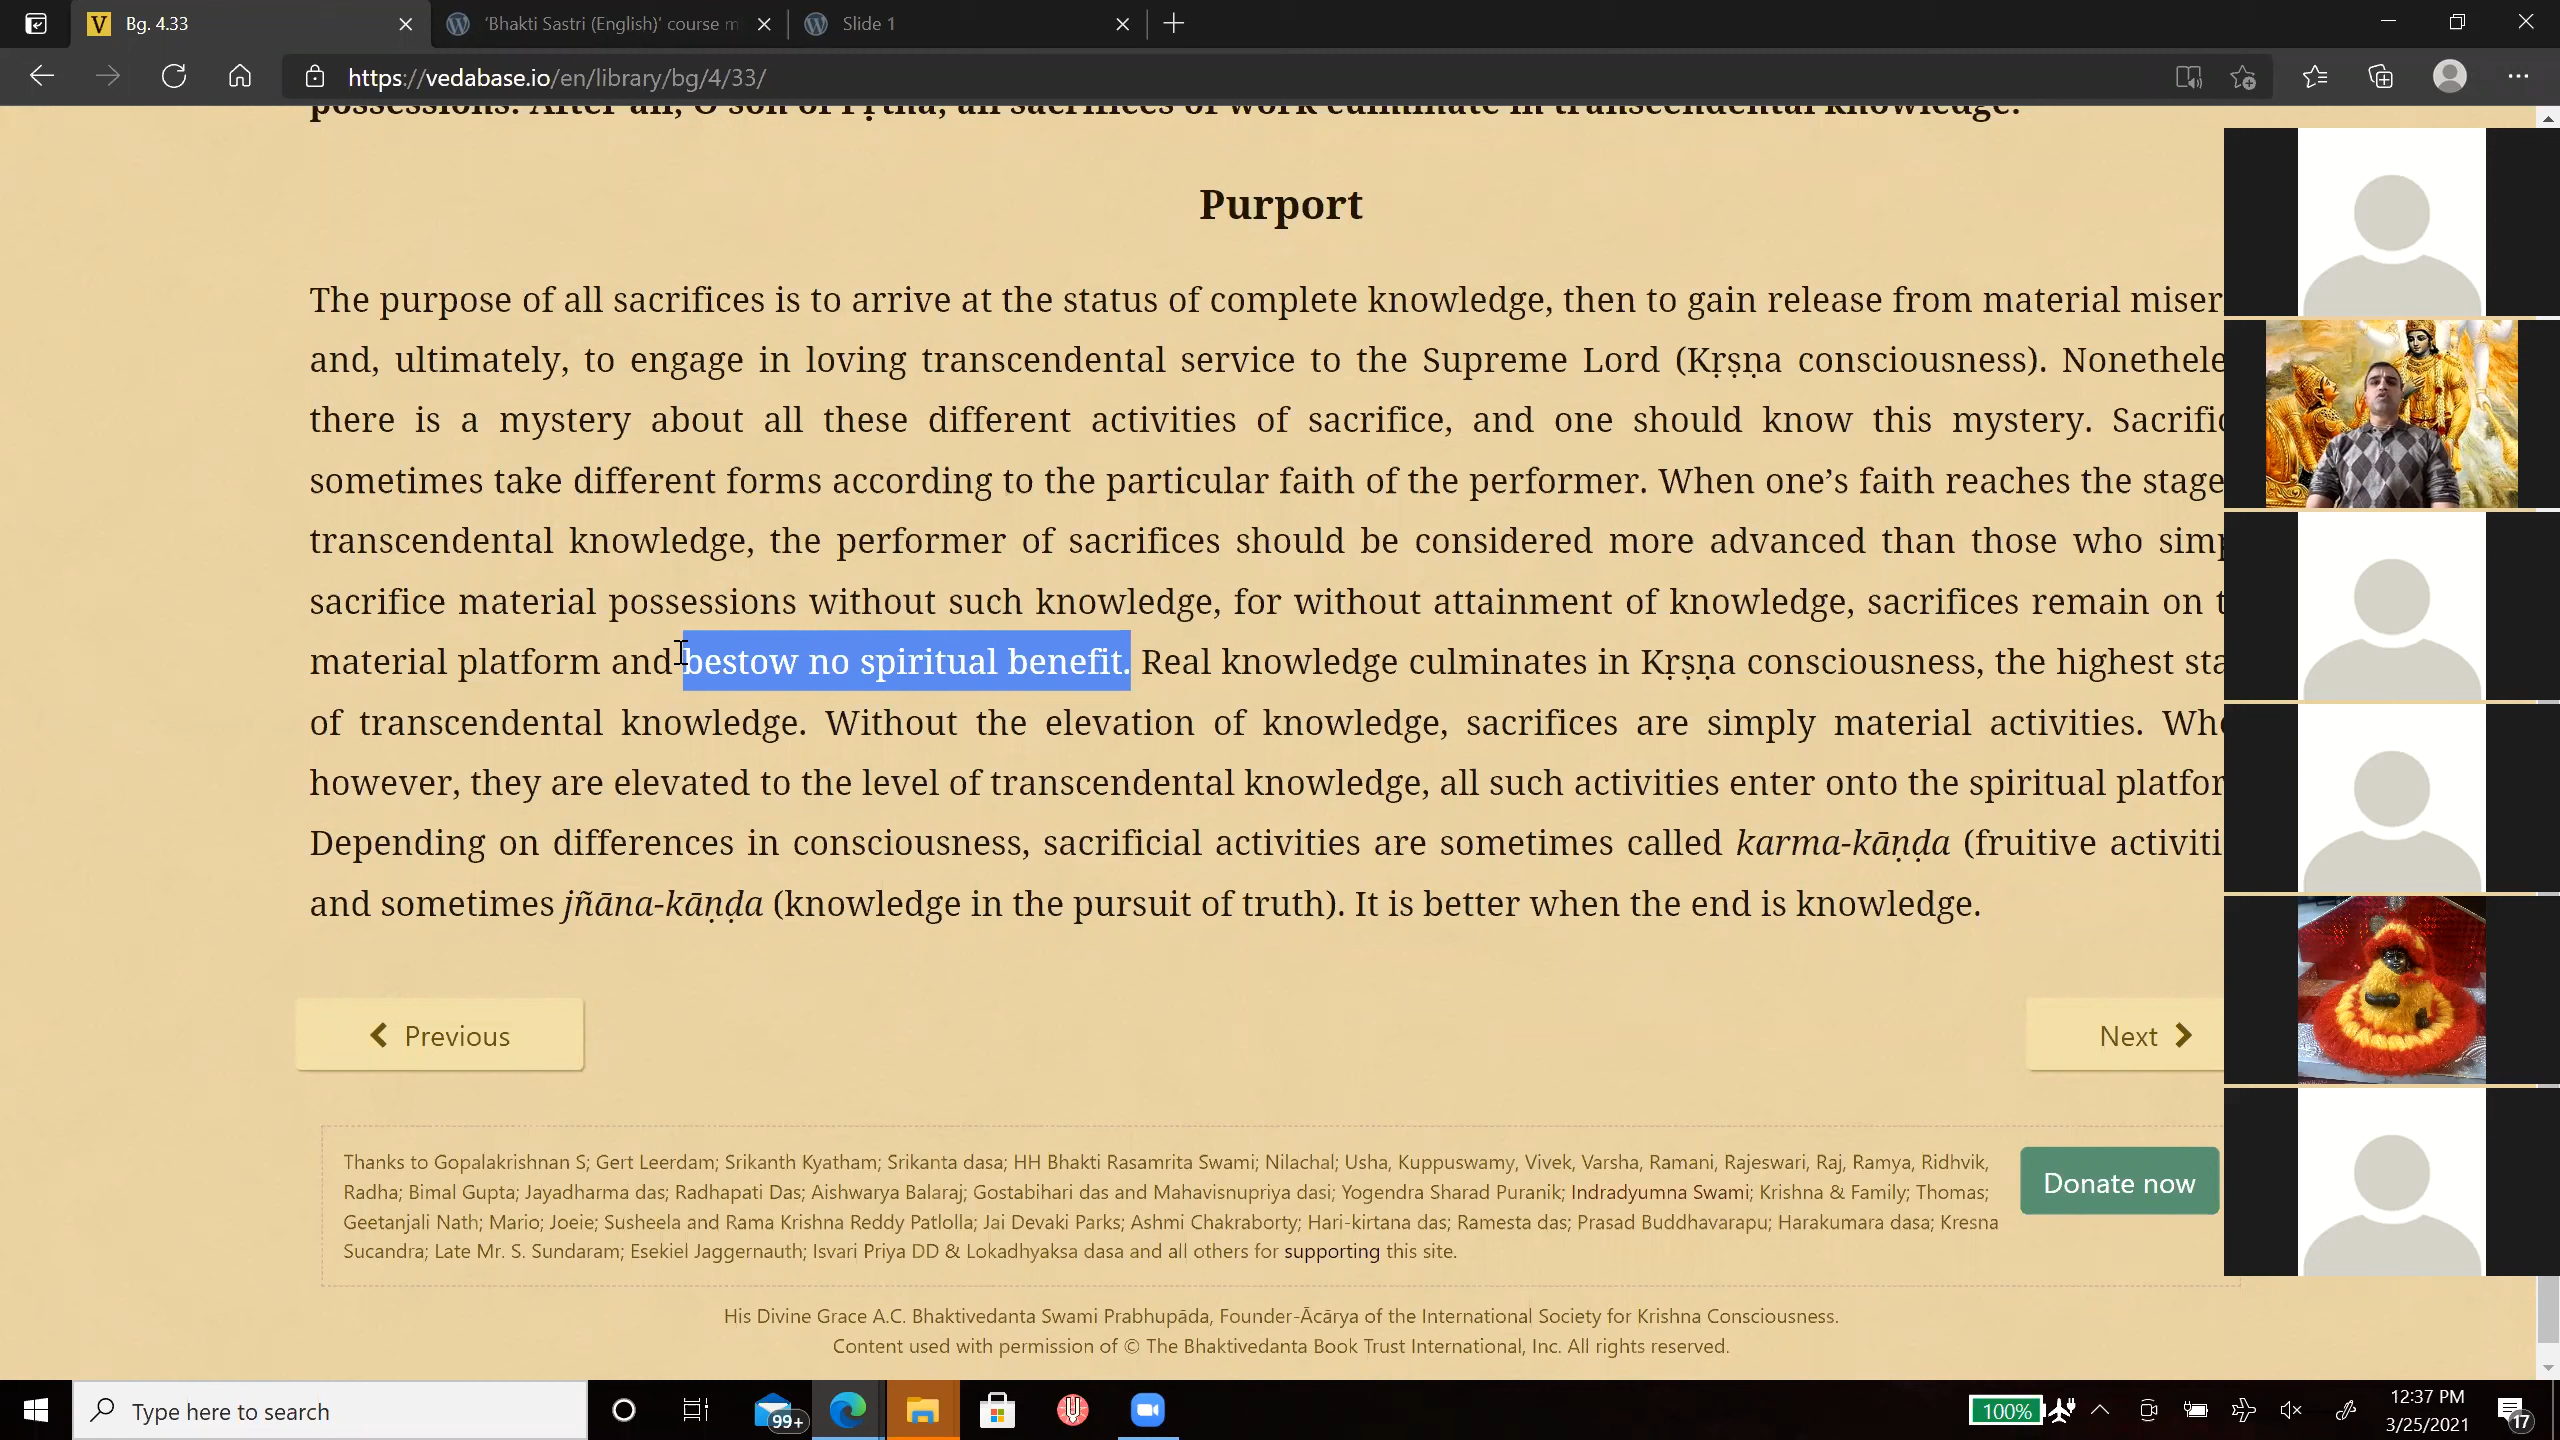 Bg. 4.33
'Bhakti Sastri (English)' course m
Slide 1
https://vedabase.io/en/library/bg/4/33/
possessions. After all, O son of Pṛthā, all sacrifices of work culminate in transcendental knowledge.
Purport
The purpose of all sacrifices is to arrive at the status of complete knowledge, then to gain release from material miser
and, ultimately, to engage in loving transcendental service to the Supreme Lord (Kṛṣṇa consciousness). Nonethele
there is a mystery about all these different activities of sacrifice, and one should know this mystery. Sacrific
sometimes take different forms according to the particular faith of the performer. When one’s faith reaches the stage
transcendental knowledge, the performer of sacrifices should be considered more advanced than those who simp
sacrifice material possessions without such knowledge, for without attainment of knowledge, sacrifices remain on t
material platform and bestow no spiritual benefit. Real knowledge culminates in Kṛṣṇa consciousness, the highest sta
of transcendental knowledge. Without the elevation of knowledge, sacrifices are simply material activities. Whe
however, they are elevated to the level of transcendental knowledge, all such activities enter onto the spiritual platfor
Depending on differences in consciousness, sacrificial activities are sometimes called karma-kāṇḍa (fruitive activiti
and sometimes jñāna-kāṇḍa (knowledge in the pursuit of truth). It is better when the end is knowledge.
Previous
Next
Thanks to Gopalakrishnan S; Gert Leerdam; Srikanth Kyatham; Srikanta dasa; HH Bhakti Rasamrita Swami; Nilachal; Usha, Kuppuswamy, Vivek, Varsha, Ramani, Rajeswari, Raj, Ramya, Ridhvik,
Radha; Bimal Gupta; Jayadharma das; Radhapati Das; Aishwarya Balaraj; Gostabihari das and Mahavisnupriya dasi; Yogendra Sharad Puranik; Indradyumna Swami; Krishna & Family; Thomas;
Geetanjali Nath; Mario; Joeie; Susheela and Rama Krishna Reddy Patlolla; Jai Devaki Parks; Ashmi Chakraborty; Hari-kirtana das; Ramesta das; Prasad Buddhavarapu; Harakumara dasa; Kresna
Sucandra; Late Mr. S. Sundaram; Esekiel Jaggernauth; Isvari Priya DD & Lokadhyaksa dasa and all others for supporting this site.
Donate now
His Divine Grace A.C. Bhaktivedanta Swami Prabhupāda, Founder-Ācārya of the International Society for Krishna Consciousness.
Content used with permission of © The Bhaktivedanta Book Trust International, Inc. All rights reserved.
Type here to search
99+
100%
12:37 PM
3/25/2021
17